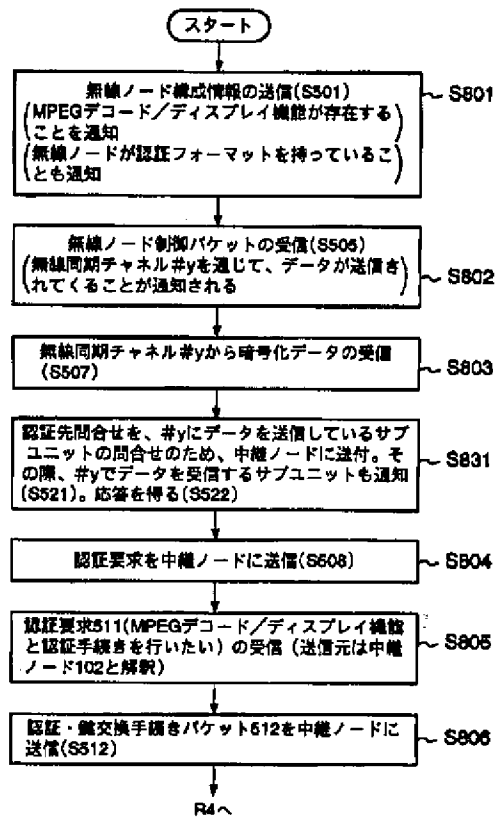 スタート
無線ノード構成情報の送信(S501)
(MPEGデコード/ディスプレイ機能が存在する
ことを通知)
(無線ノードが認証フォーマットを持っているこ
とも通知)
S801
無線ノード制御パケットの受信(S505)
(無線同期チャネル#yを通じて、データが送信さ
れてくることが通知される)
S802
無線同期チャネル#yから暗号化データの受信
(S507)
S803
認証先問合せを、#yにデータを送信しているサブ
ユニットの問合せのため、中継ノードに送付。そ
の際、#yでデータを受信するサブユニットも通知
(S521)。応答を得る(S522)
S831
認証要求を中継ノードに送信(S508)
S804
認証要求511(MPEGデコード/ディスプレイ機能
と認証手続きを行いたい)の受信(送信元は中継
ノード102と解釈)
S805
認証・鍵交換手続きパケット512を中継ノードに
送信(S512)
S806
R4へ